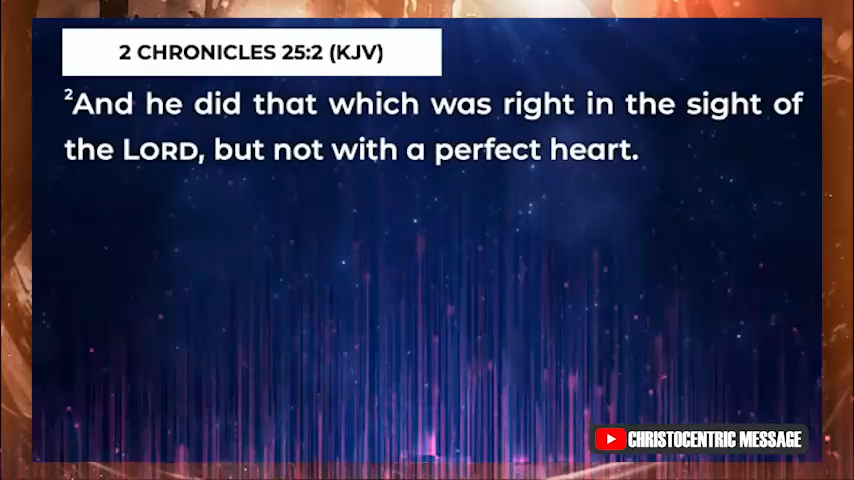 2 CHRONICLES 25:2 (KJV)
²And he did that which was right in the sight of
the LORD, but not with a perfect heart.
CHRISTOCENTRIC MESSAGE